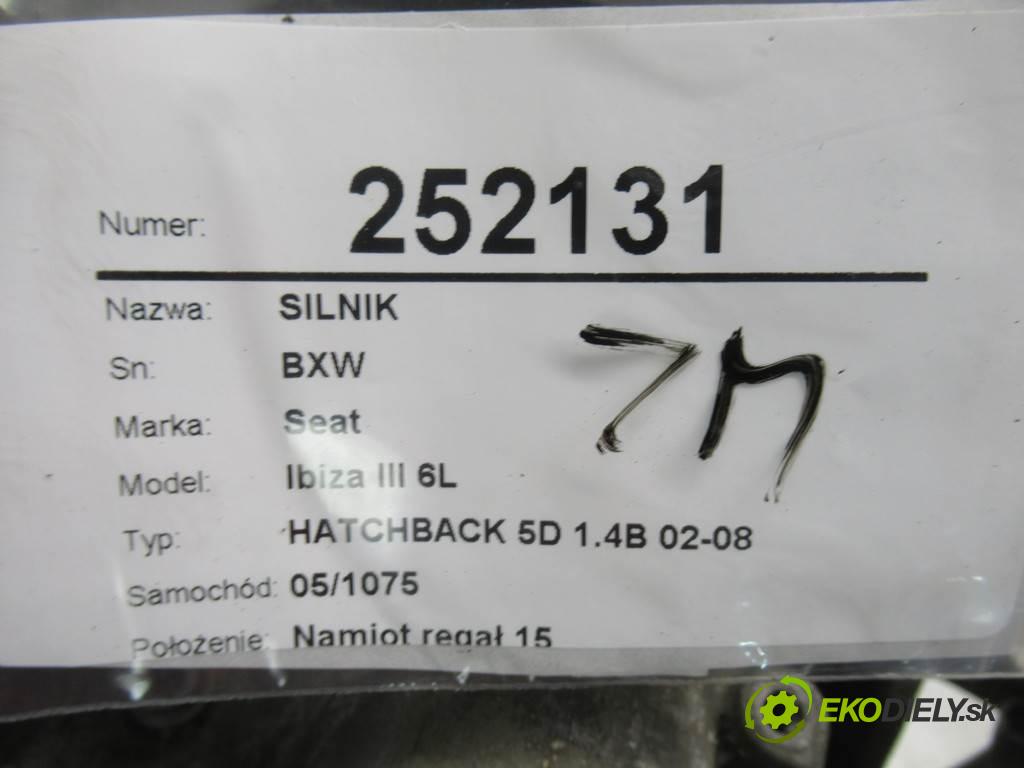 Numer: 252131
Nazwa: SILNIK
Sn: BXW
Marka: Seat
Model: Ibiza III 6L
Typ: HATCHBACK 5D 1.4B 02-08
Samochód: 05/1075
Położenie: Namiot regał 15
7M
EKODIELY.sk